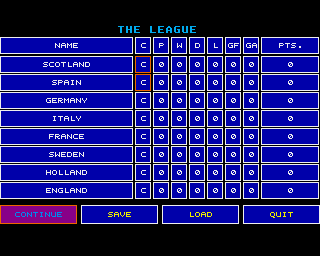 THE LEAGUE
NAME C P W D L GF GA PTS.
SCOTLAND C 0 0 0 0 0 0 0
SPAIN C 0 0 0 0 0 0 0
GERMANY C 0 0 0 0 0 0 0
ITALY C 0 0 0 0 0 0 0
FRANCE C 0 0 0 0 0 0 0
SWEDEN C 0 0 0 0 0 0 0
HOLLAND C 0 0 0 0 0 0 0
ENGLAND C 0 0 0 0 0 0 0
CONTINUE SAVE LOAD QUIT